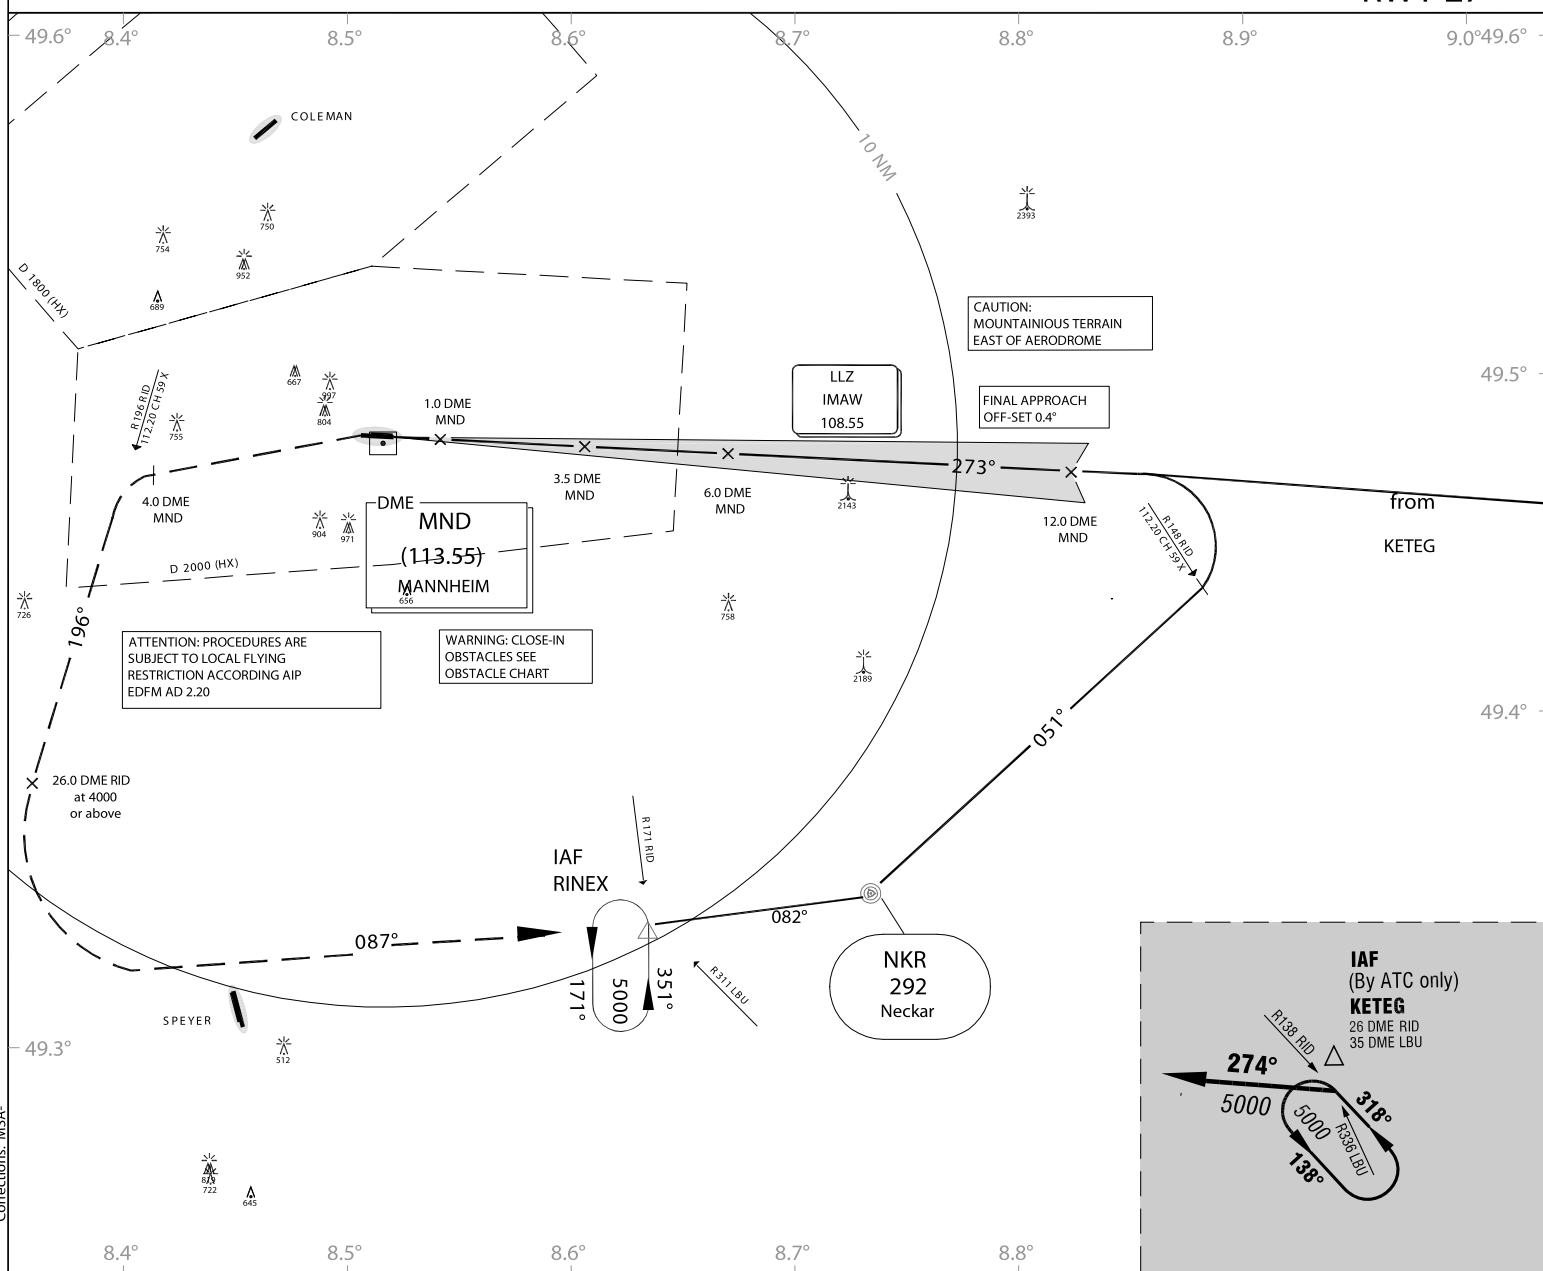 49.6°
8.4°
8.5°
8.6°
8.7°
8.8°
8.9°
9.0°
49.6°
COLEMAN
10 NM
750
754
952
2393
689
D 1800 (HX)
CAUTION:
MOUNTAINIOUS TERRAIN
EAST OF AERODROME
49.5°
R196 RID
112.20 CH 59 X
667
997
804
755
1.0 DME
MND
LLZ
IMAW
108.55
FINAL APPROACH
OFF-SET 0.4°
273°
3.5 DME
MND
6.0 DME
MND
2143
12.0 DME
MND
from
KETEG
4.0 DME
MND
904
971
DME
MND
(113.55)
MANNHEIM
656
R148 RID
112.20 CH 59 X
D 2000 (HX)
726
758
196°
ATTENTION: PROCEDURES ARE
SUBJECT TO LOCAL FLYING
RESTRICTION ACCORDING AIP
EDFM AD 2.20
WARNING: CLOSE-IN
OBSTACLES SEE
OBSTACLE CHART
2189
49.4°
051°
26.0 DME RID
at 4000
or above
R171 RID
IAF
RINEX
082°
087°
171°
5000
351°
R311 LBU
NKR
292
Neckar
SPEYER
512
49.3°
IAF
(By ATC only)
KETEG
26 DME RID
35 DME LBU
R138 RID
274°
5000
5000
318°
R336 LBU
138°
722
645
Corrections: MSA-
8.4°
8.5°
8.6°
8.7°
8.8°